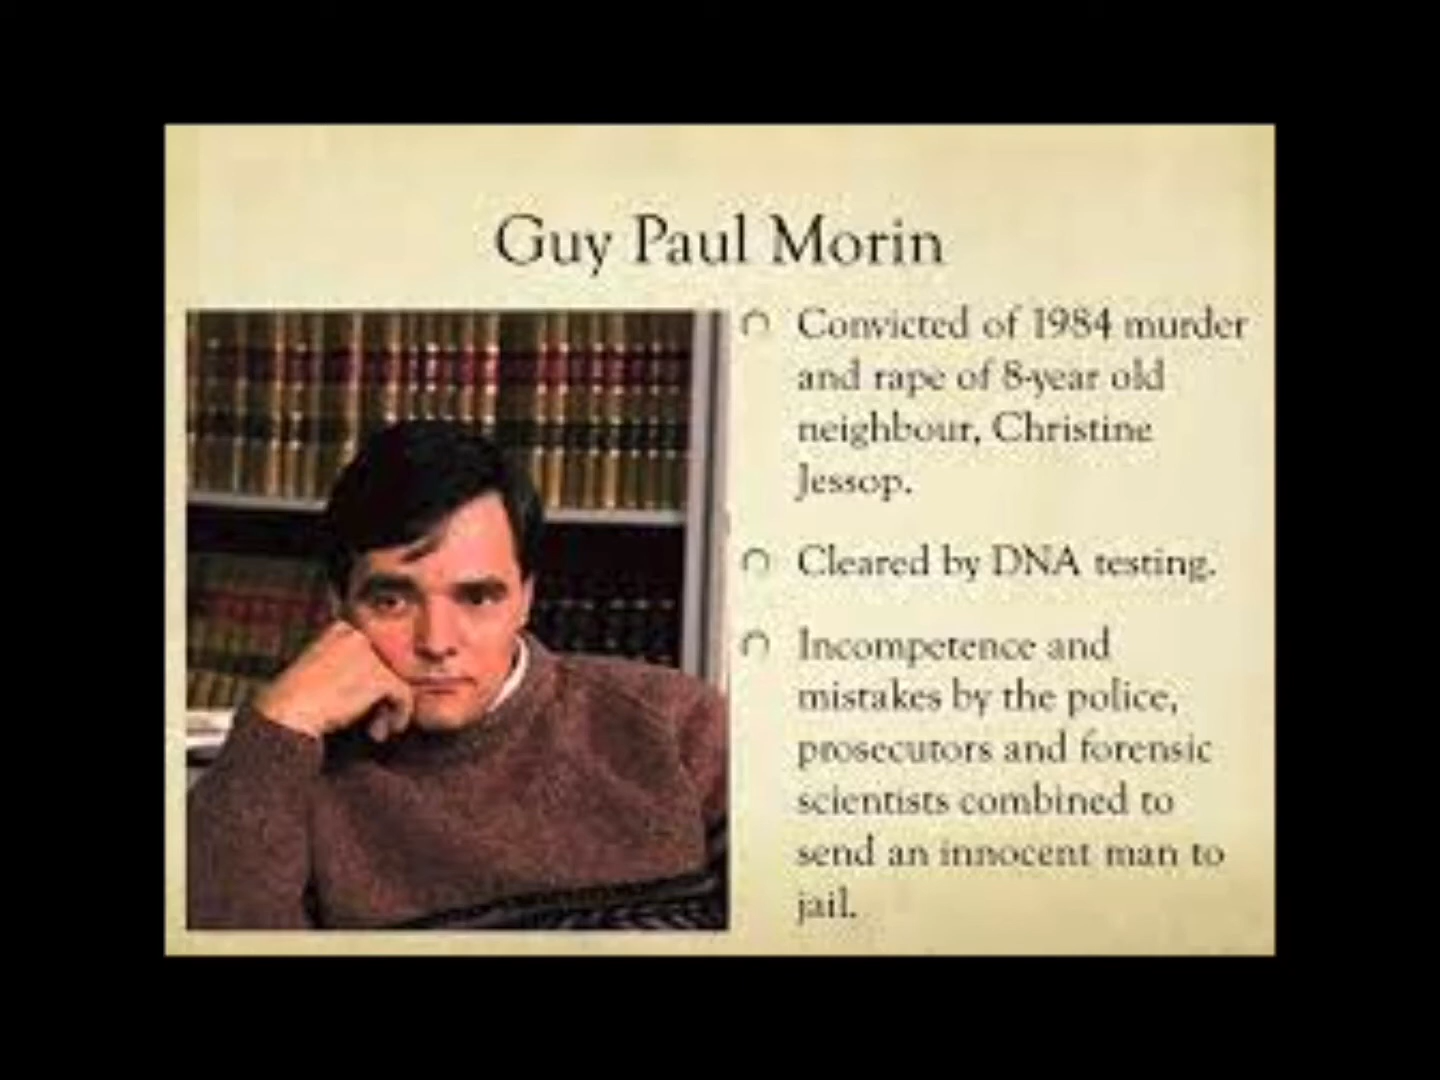 Guy Paul Morin
Convicted of 1984 murder
and rape of 8-year old
neighbour, Christine
Jessop.
Cleared by DNA testing.
Incompetence and
mistakes by the police,
prosecutors and forensic
scientists combined to
send an innocent man to
jail.